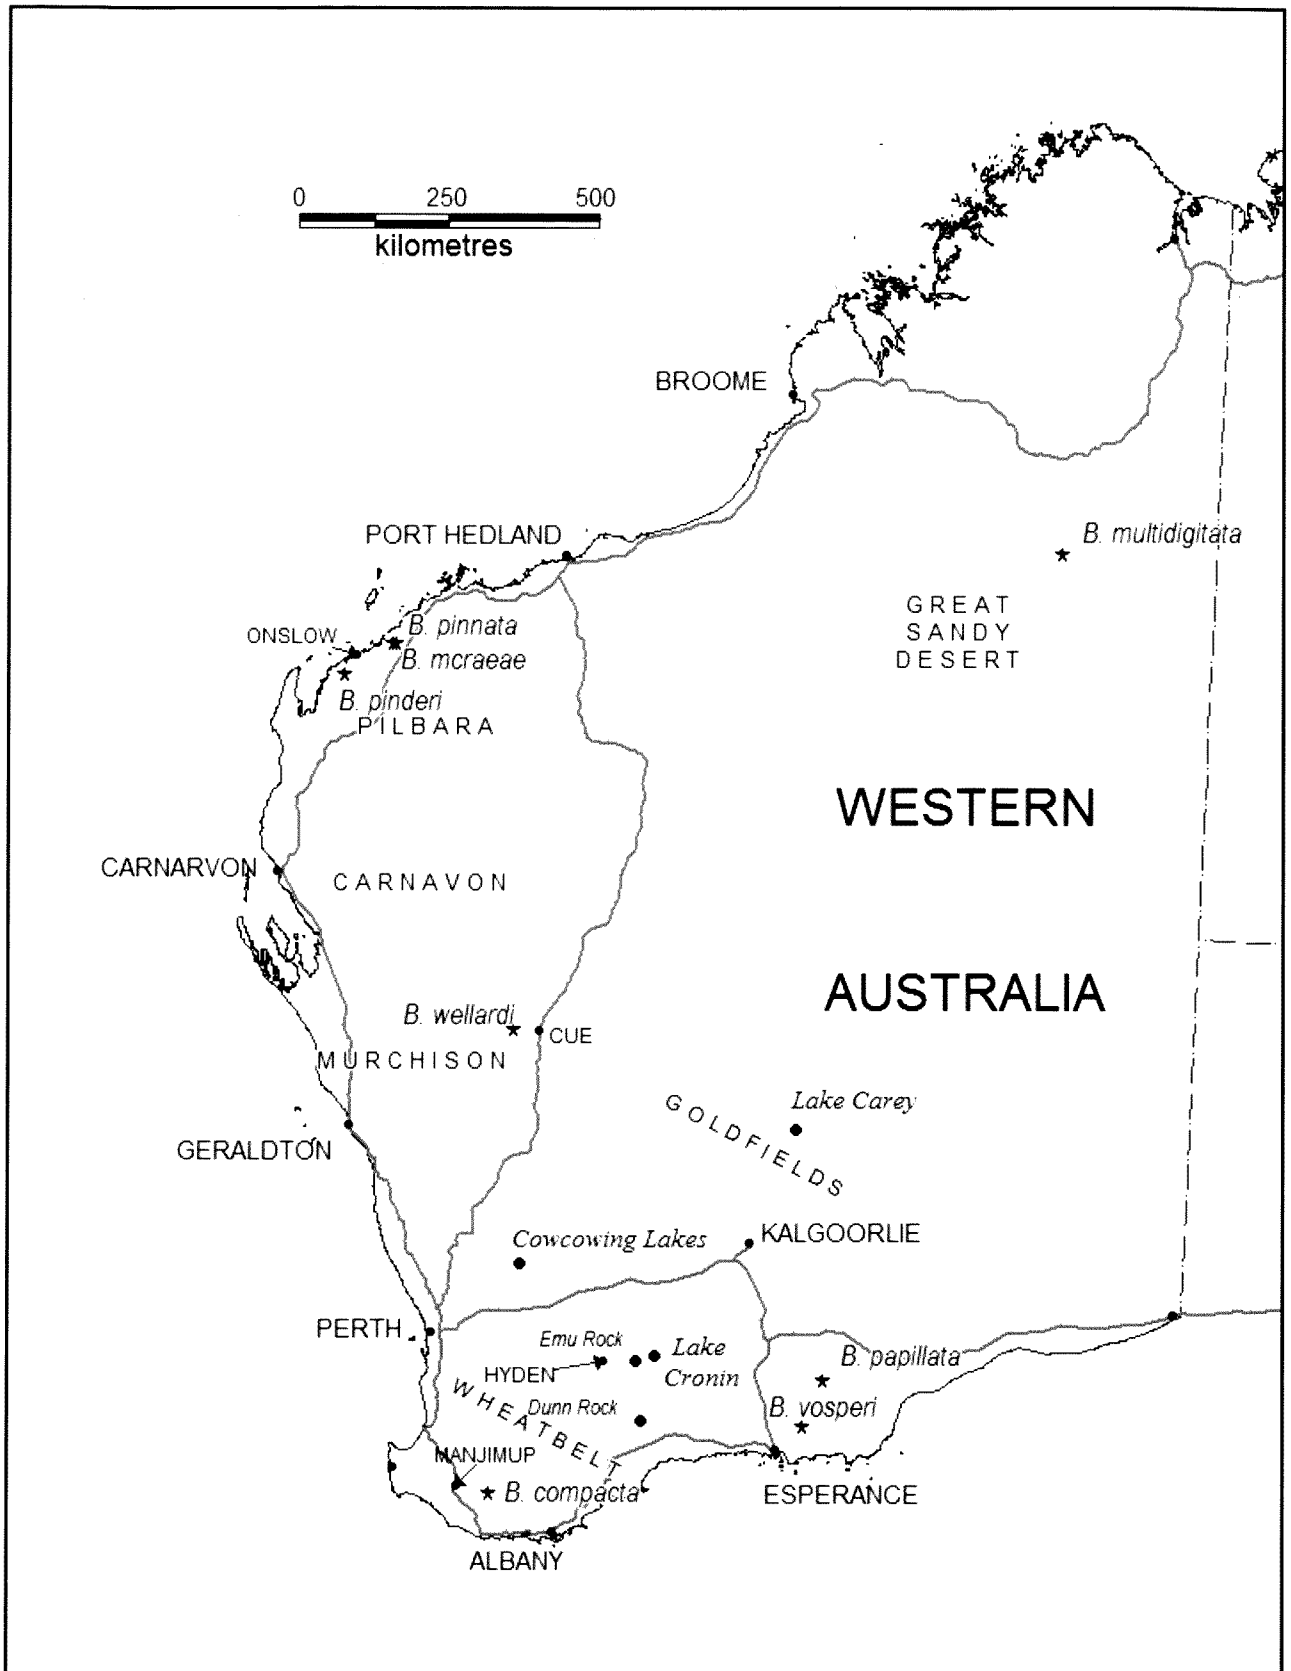 0 250 500
kilometres
BROOME
PORT HEDLAND
B. multidigitata
GREAT
SANDY
DESERT
ONSLOW
B. pinnata
B. mcraeae
B. pinderi
PILBARA
WESTERN
CARNARVON
CARNAVON
AUSTRALIA
B. wellardi
CUE
MURCHISON
Lake Carey
GOLDFIELDS
GERALDTON
Cowcowing Lakes
KALGOORLIE
PERTH
Emu Rock
Lake
Cronin
HYDEN
B. papillata
WHEATBELT
Dunn Rock
B. vosperi
MANJIMUP
B. compacta
ESPERANCE
ALBANY